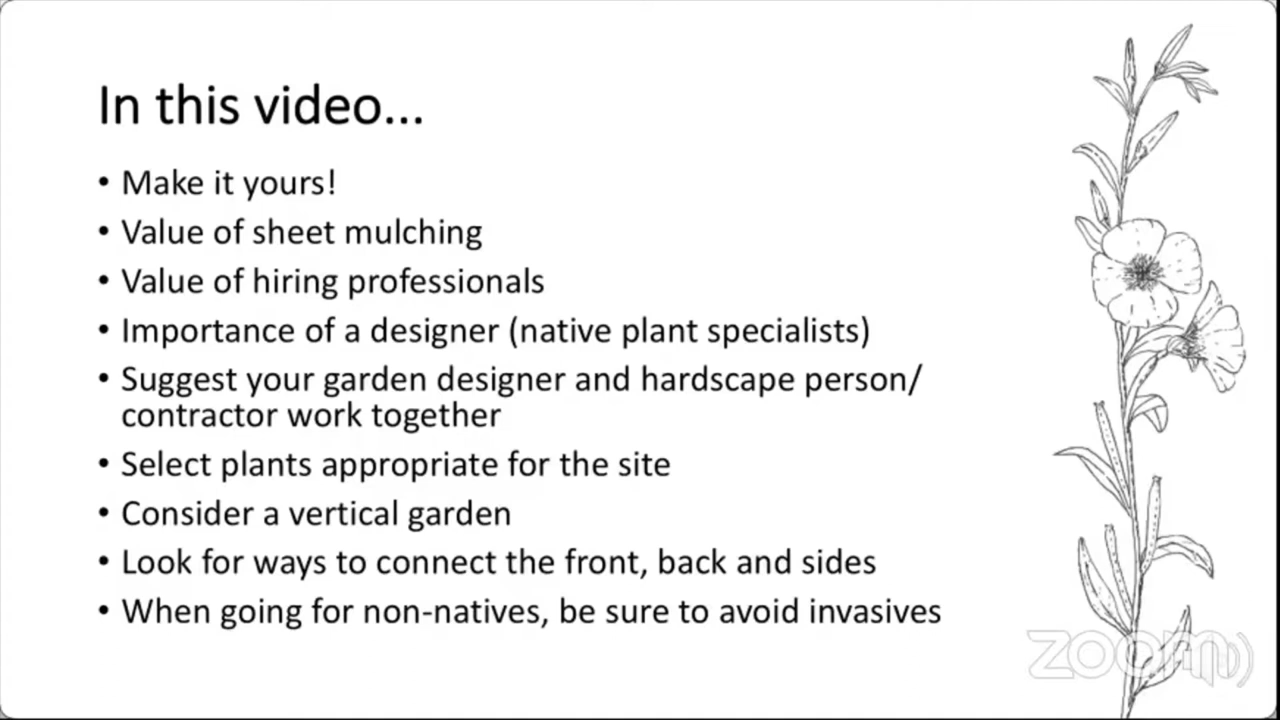 In this video...
• Make it yours!
• Value of sheet mulching
• Value of hiring professionals
• Importance of a designer (native plant specialists)
• Suggest your garden designer and hardscape person/
contractor work together
• Select plants appropriate for the site
• Consider a vertical garden
• Look for ways to connect the front, back and sides
• When going for non-natives, be sure to avoid invasives
zoom